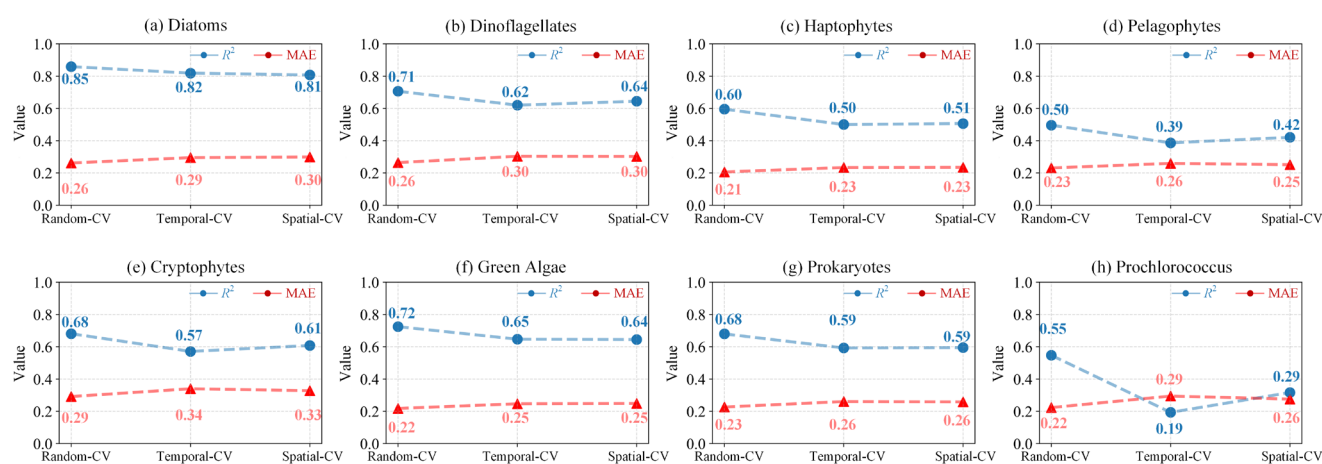 (a) Diatoms
R² MAE
1.0
0.8
0.6
0.4
0.2
0.0
Value
0.85 0.82 0.81
0.26 0.29 0.30
Random-CV Temporal-CV Spatial-CV
(b) Dinoflagellates
R² MAE
1.0
0.8
0.6
0.4
0.2
0.0
Value
0.71 0.62 0.64
0.26 0.30 0.30
Random-CV Temporal-CV Spatial-CV
(c) Haptophytes
R² MAE
1.0
0.8
0.6
0.4
0.2
0.0
Value
0.60 0.50 0.51
0.21 0.23 0.23
Random-CV Temporal-CV Spatial-CV
(d) Pelagophytes
R² MAE
1.0
0.8
0.6
0.4
0.2
0.0
Value
0.50 0.39 0.42
0.23 0.26 0.25
Random-CV Temporal-CV Spatial-CV
(e) Cryptophytes
R² MAE
1.0
0.8
0.6
0.4
0.2
0.0
Value
0.68 0.57 0.61
0.29 0.34 0.33
Random-CV Temporal-CV Spatial-CV
(f) Green Algae
R² MAE
1.0
0.8
0.6
0.4
0.2
0.0
Value
0.72 0.65 0.64
0.22 0.25 0.25
Random-CV Temporal-CV Spatial-CV
(g) Prokaryotes
R² MAE
1.0
0.8
0.6
0.4
0.2
0.0
Value
0.68 0.59 0.59
0.23 0.26 0.26
Random-CV Temporal-CV Spatial-CV
(h) Prochlorococcus
R² MAE
1.0
0.8
0.6
0.4
0.2
0.0
Value
0.55 0.19 0.29
0.22 0.29 0.26
Random-CV Temporal-CV Spatial-CV